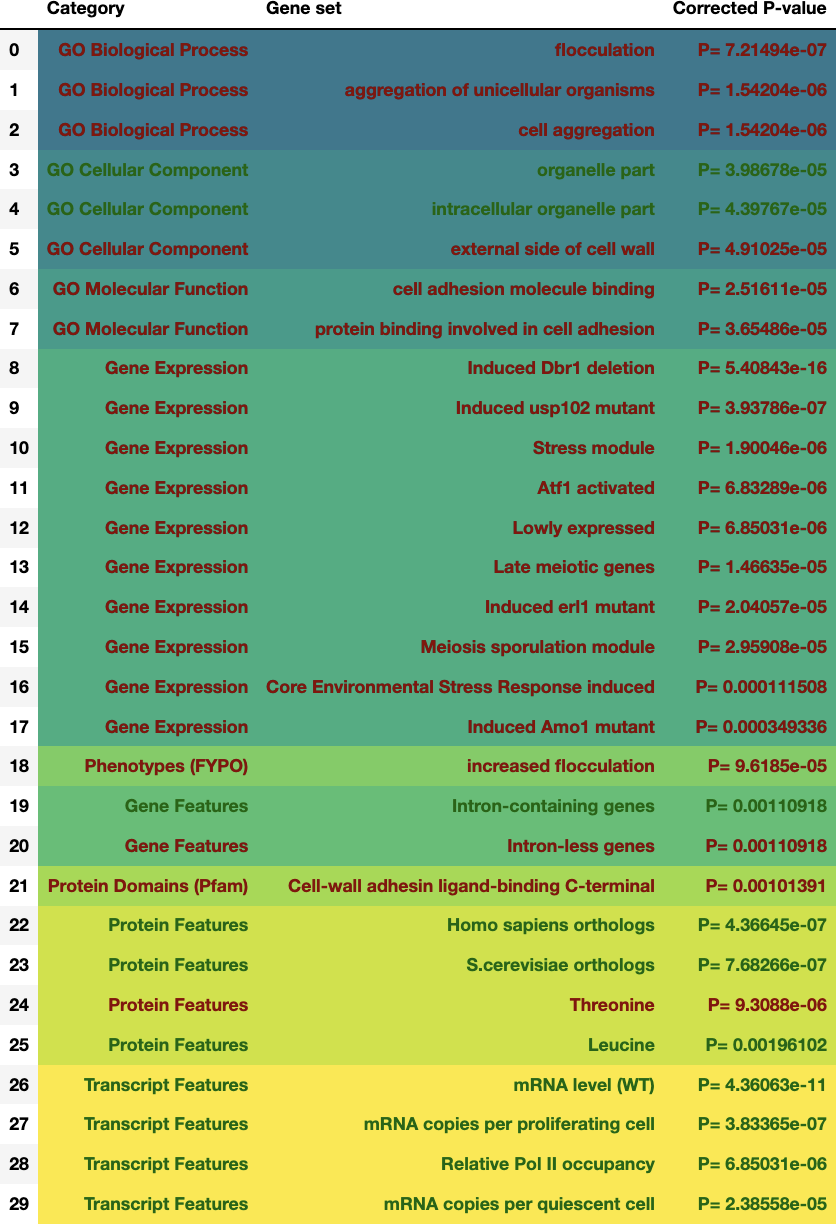 Category Gene set Corrected P-value
0 GO Biological Process flocculation P= 7.21494e-07
1 GO Biological Process aggregation of unicellular organisms P= 1.54204e-06
2 GO Biological Process cell aggregation P= 1.54204e-06
3 GO Cellular Component organelle part P= 3.98678e-05
4 GO Cellular Component intracellular organelle part P= 4.39767e-05
5 GO Cellular Component external side of cell wall P= 4.91025e-05
6 GO Molecular Function cell adhesion molecule binding P= 2.51611e-05
7 GO Molecular Function protein binding involved in cell adhesion P= 3.65486e-05
8 Gene Expression Induced Dbr1 deletion P= 5.40843e-16
9 Gene Expression Induced usp102 mutant P= 3.93786e-07
10 Gene Expression Stress module P= 1.90046e-06
11 Gene Expression Atf1 activated P= 6.83289e-06
12 Gene Expression Lowly expressed P= 6.85031e-06
13 Gene Expression Late meiotic genes P= 1.46635e-05
14 Gene Expression Induced erl1 mutant P= 2.04057e-05
15 Gene Expression Meiosis sporulation module P= 2.95908e-05
16 Gene Expression Core Environmental Stress Response induced P= 0.000111508
17 Gene Expression Induced Amo1 mutant P= 0.000349336
18 Phenotypes (FYPO) increased flocculation P= 9.6185e-05
19 Gene Features Intron-containing genes P= 0.00110918
20 Gene Features Intron-less genes P= 0.00110918
21 Protein Domains (Pfam) Cell-wall adhesin ligand-binding C-terminal P= 0.00101391
22 Protein Features Homo sapiens orthologs P= 4.36645e-07
23 Protein Features S.cerevisiae orthologs P= 7.68266e-07
24 Protein Features Threonine P= 9.3088e-06
25 Protein Features Leucine P= 0.00196102
26 Transcript Features mRNA level (WT) P= 4.36063e-11
27 Transcript Features mRNA copies per proliferating cell P= 3.83365e-07
28 Transcript Features Relative Pol II occupancy P= 6.85031e-06
29 Transcript Features mRNA copies per quiescent cell P= 2.38558e-05